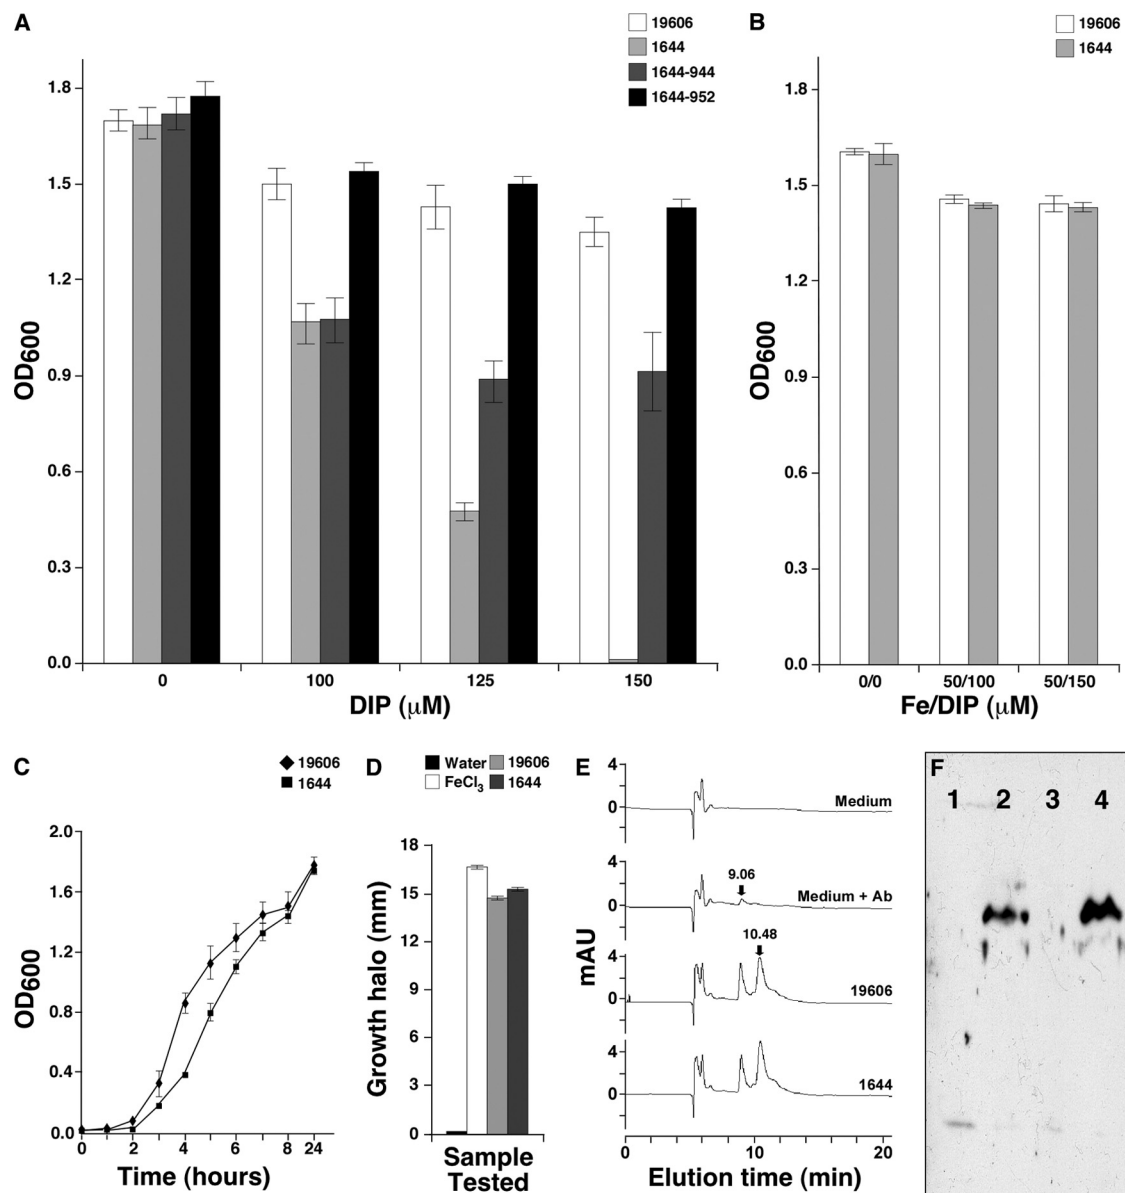 A
19606
1644
1644-944
1644-952
OD600
1.8
1.5
1.2
0.9
0.6
0.3
0.0
0 100 125 150
DIP (μM)
B
19606
1644
OD600
1.8
1.5
1.2
0.9
0.6
0.3
0.0
0/0 50/100 50/150
Fe/DIP (μM)
C
19606
1644
OD600
2.0
1.6
1.2
0.8
0.4
0.0
0 2 4 6 8 24
Time (hours)
D
Water 19606
FeCl3 1644
Growth halo (mm)
18
15
12
9
6
3
0
Sample
Tested
E
mAU
4
0
Medium
4
0
9.06
Medium + Ab
4
0
10.48
19606
4
0
1644
0 5 10 15 20
Elution time (min)
F
1 2 3 4